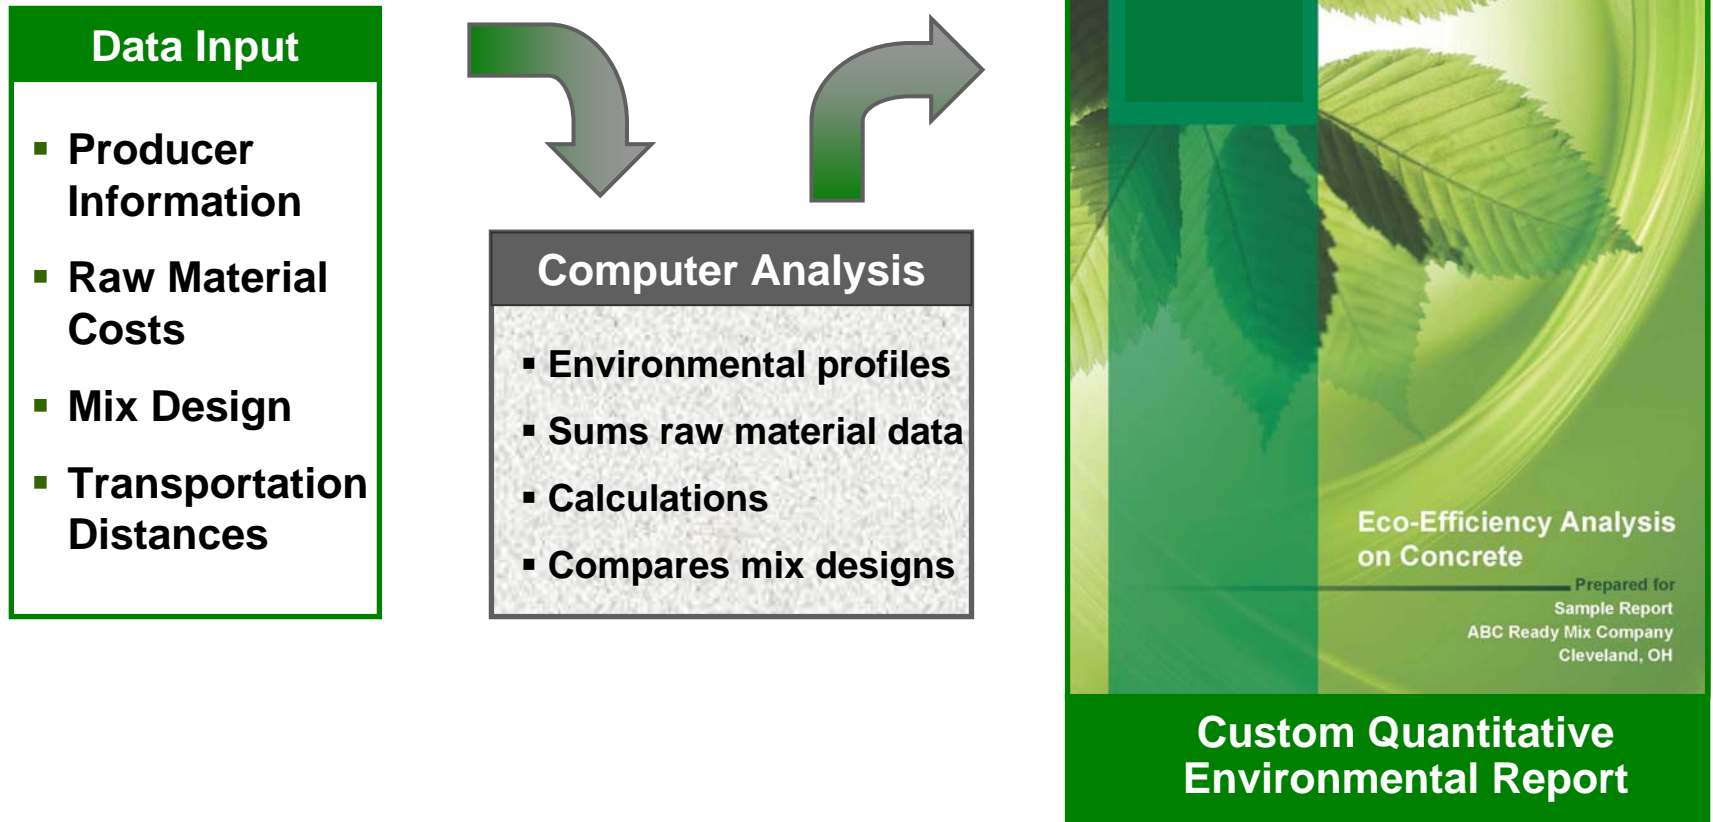 Data Input
▪ Producer
Information
▪ Raw Material
Costs
▪ Mix Design
▪ Transportation
Distances
Computer Analysis
▪ Environmental profiles
▪ Sums raw material data
▪ Calculations
▪ Compares mix designs
Eco-Efficiency Analysis
on Concrete
Prepared for
Sample Report
ABC Ready Mix Company
Cleveland, OH
Custom Quantitative
Environmental Report